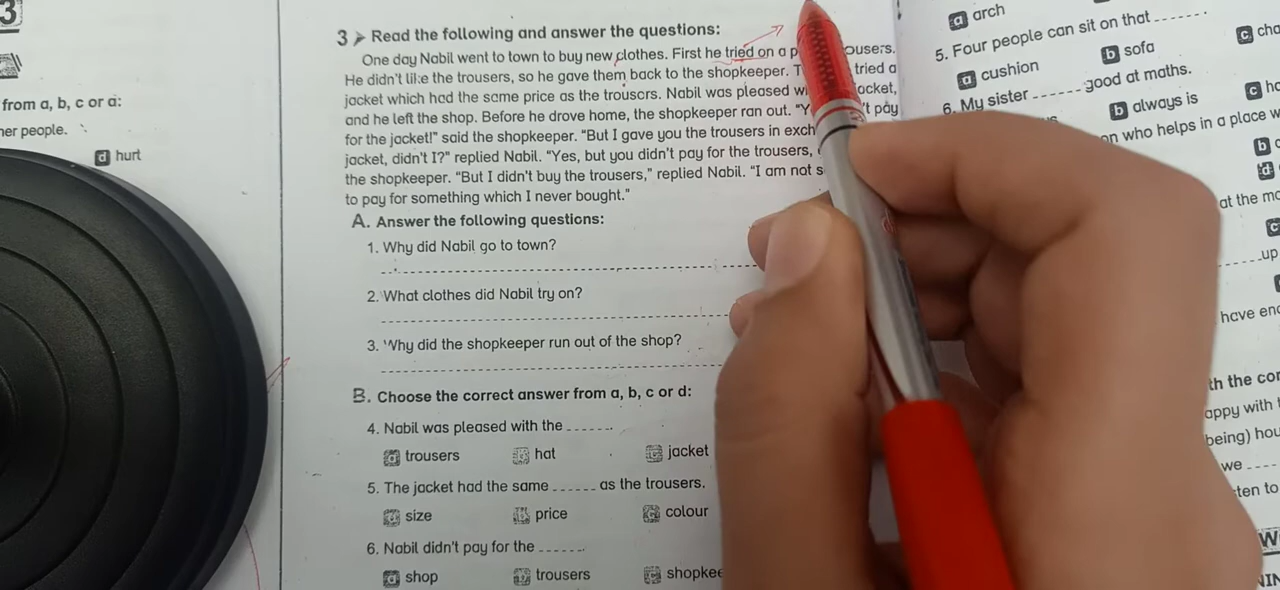 3
from a, b, c or d:
her people.
d hurt
3 ➤ Read the following and answer the questions:
One day Nabil went to town to buy new clothes. First he tried on a p ousers.
He didn't like the trousers, so he gave them back to the shopkeeper. T tried a
jacket which had the same price as the trousers. Nabil was pleased wi ocket,
and he left the shop. Before he drove home, the shopkeeper ran out. "Y 't pay
for the jacket!" said the shopkeeper. "But I gave you the trousers in exch
jacket, didn't I?" replied Nabil. "Yes, but you didn't pay for the trousers,
the shopkeeper. "But I didn't buy the trousers," replied Nabil. "I am not s
to pay for something which I never bought."
A. Answer the following questions:
1. Why did Nabil go to town?
2. What clothes did Nabil try on?
3. Why did the shopkeeper run out of the shop?
B. Choose the correct answer from a, b, c or d:
4. Nabil was pleased with the -------.
a trousers b hat c jacket
5. The jacket had the same ------ as the trousers.
a size b price c colour
6. Nabil didn't pay for the -------.
a shop b trousers c shopkee
a arch
5. Four people can sit on that -------.
a cushion b sofa c cha
6. My sister ------ good at maths.
b always is c ha
on who helps in a place w
b
d
at the mo
c
up
have end
th the cor
appy with t
being) hou
we ----
ten to